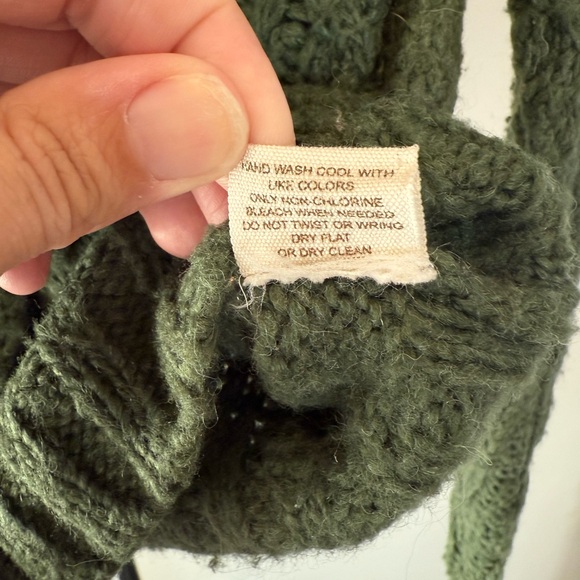 HAND WASH COOL WITH
LIKE COLORS
ONLY NON-CHLORINE
BLEACH WHEN NEEDED
DO NOT TWIST OR WRING
DRY FLAT
OR DRY CLEAN